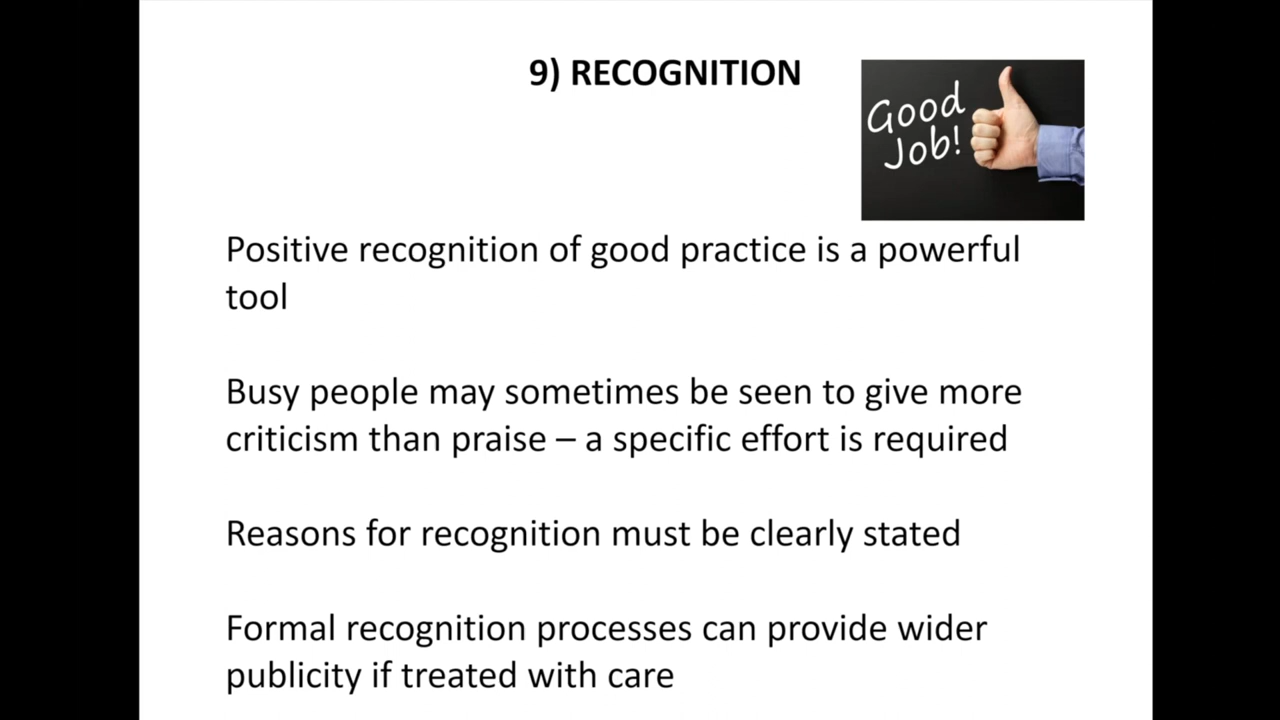 9) RECOGNITION
Good
Job!
Positive recognition of good practice is a powerful
tool
Busy people may sometimes be seen to give more
criticism than praise – a specific effort is required
Reasons for recognition must be clearly stated
Formal recognition processes can provide wider
publicity if treated with care